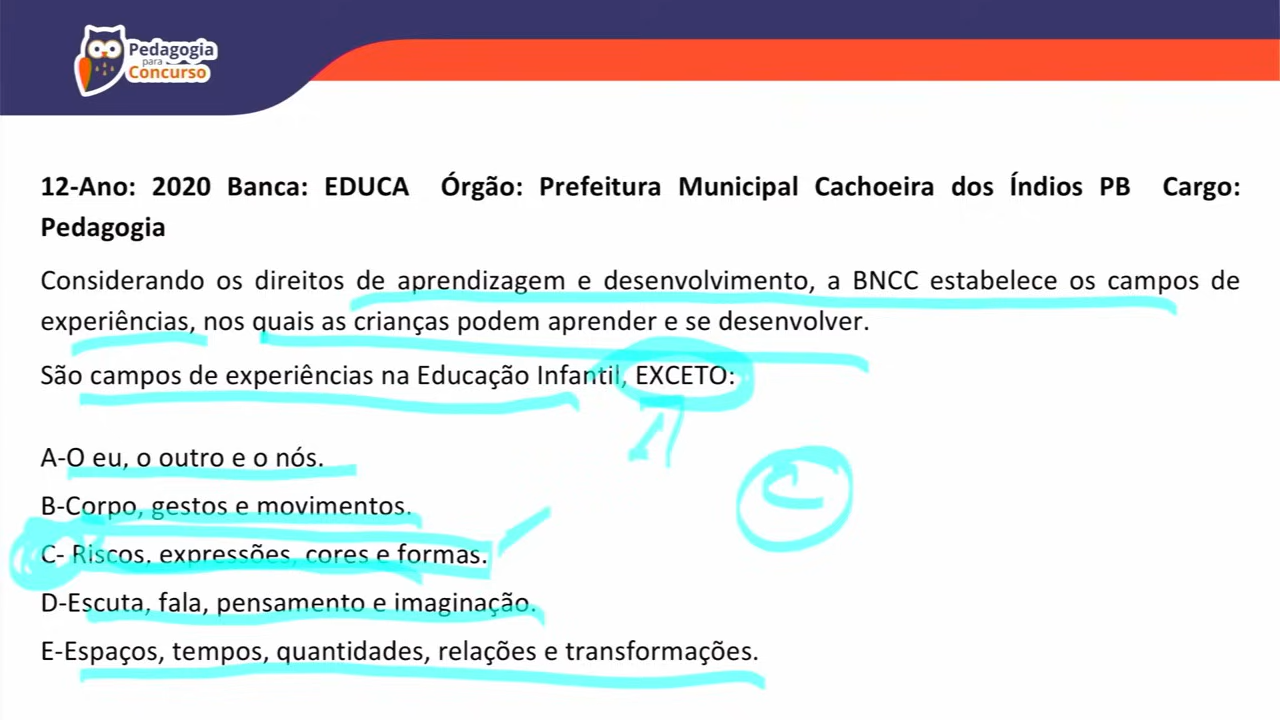 Pedagogia
para
Concurso
12-Ano: 2020 Banca: EDUCA Órgão: Prefeitura Municipal Cachoeira dos Índios PB Cargo:
Pedagogia
Considerando os direitos de aprendizagem e desenvolvimento, a BNCC estabelece os campos de
experiências, nos quais as crianças podem aprender e se desenvolver.
São campos de experiências na Educação Infantil, EXCETO:
A-O eu, o outro e o nós.
B-Corpo, gestos e movimentos.
C- Riscos, expressões, cores e formas.
C
D-Escuta, fala, pensamento e imaginação.
E-Espaços, tempos, quantidades, relações e transformações.